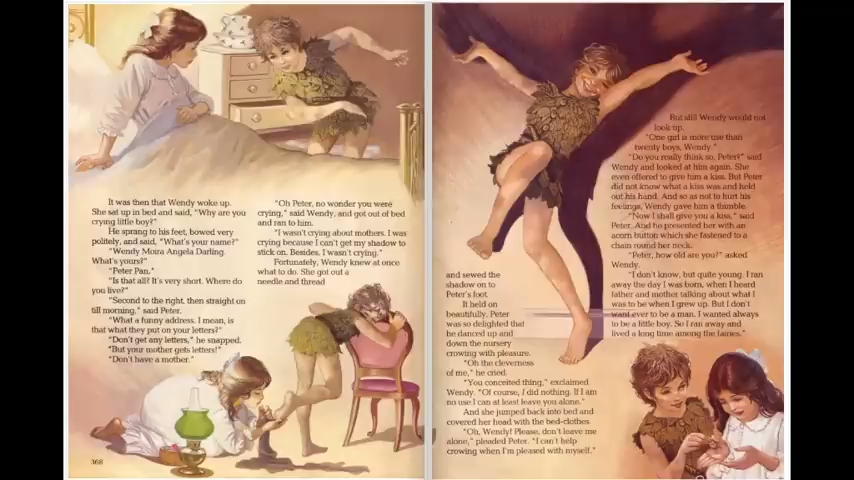 It was then that Wendy woke up.
She sat up in bed and said, "Why are you
crying little boy?"
He sprang to his feet, bowed very
politely, and said, "What's your name?"
"Wendy Moira Angela Darling.
What's yours?"
"Peter Pan."
"Is that all? It's very short. Where do
you live?"
"Second to the right, then straight on
till morning," said Peter.
"What a funny address. I mean, is
that what they put on your letters?"
"Don't get any letters," he snapped.
"But your mother gets letters!"
"Don't have a mother."
"Oh Peter, no wonder you were
crying," said Wendy, and got out of bed
and ran to him.
"I wasn't crying about mothers. I was
crying because I can't get my shadow to
stick on. Besides, I wasn't crying."
Fortunately, Wendy knew at once
what to do. She got out a
needle and thread
368
and sewed the
shadow on to
Peter's foot.
It held on
beautifully. Peter
was so delighted that
he danced up and
down the nursery
crowing with pleasure.
"Oh the cleverness
of me," he cried.
"You conceited thing," exclaimed
Wendy. "Of course, I did nothing. If I am
no use I can at least leave you alone."
And she jumped back into bed and
covered her head with the bed-clothes.
"Oh, Wendy! Please, don't leave me
alone," pleaded Peter. "I can't help
crowing when I'm pleased with myself."
But still Wendy would not
look up.
"One girl is more use than
twenty boys, Wendy."
"Do you really think so, Peter?" said
Wendy and looked at him again. She
even offered to give him a kiss. But Peter
did not know what a kiss was and held
out his hand. And so as not to hurt his
feelings, Wendy gave him a thimble.
"Now I shall give you a kiss," said
Peter. And he presented her with an
acorn button which she fastened to a
chain round her neck.
"Peter, how old are you?" asked
Wendy.
"I don't know, but quite young. I ran
away the day I was born, when I heard
father and mother talking about what I
was to be when I grew up. But I don't
want ever to be a man. I wanted always
to be a little boy. So I ran away and
lived a long time among the fairies."